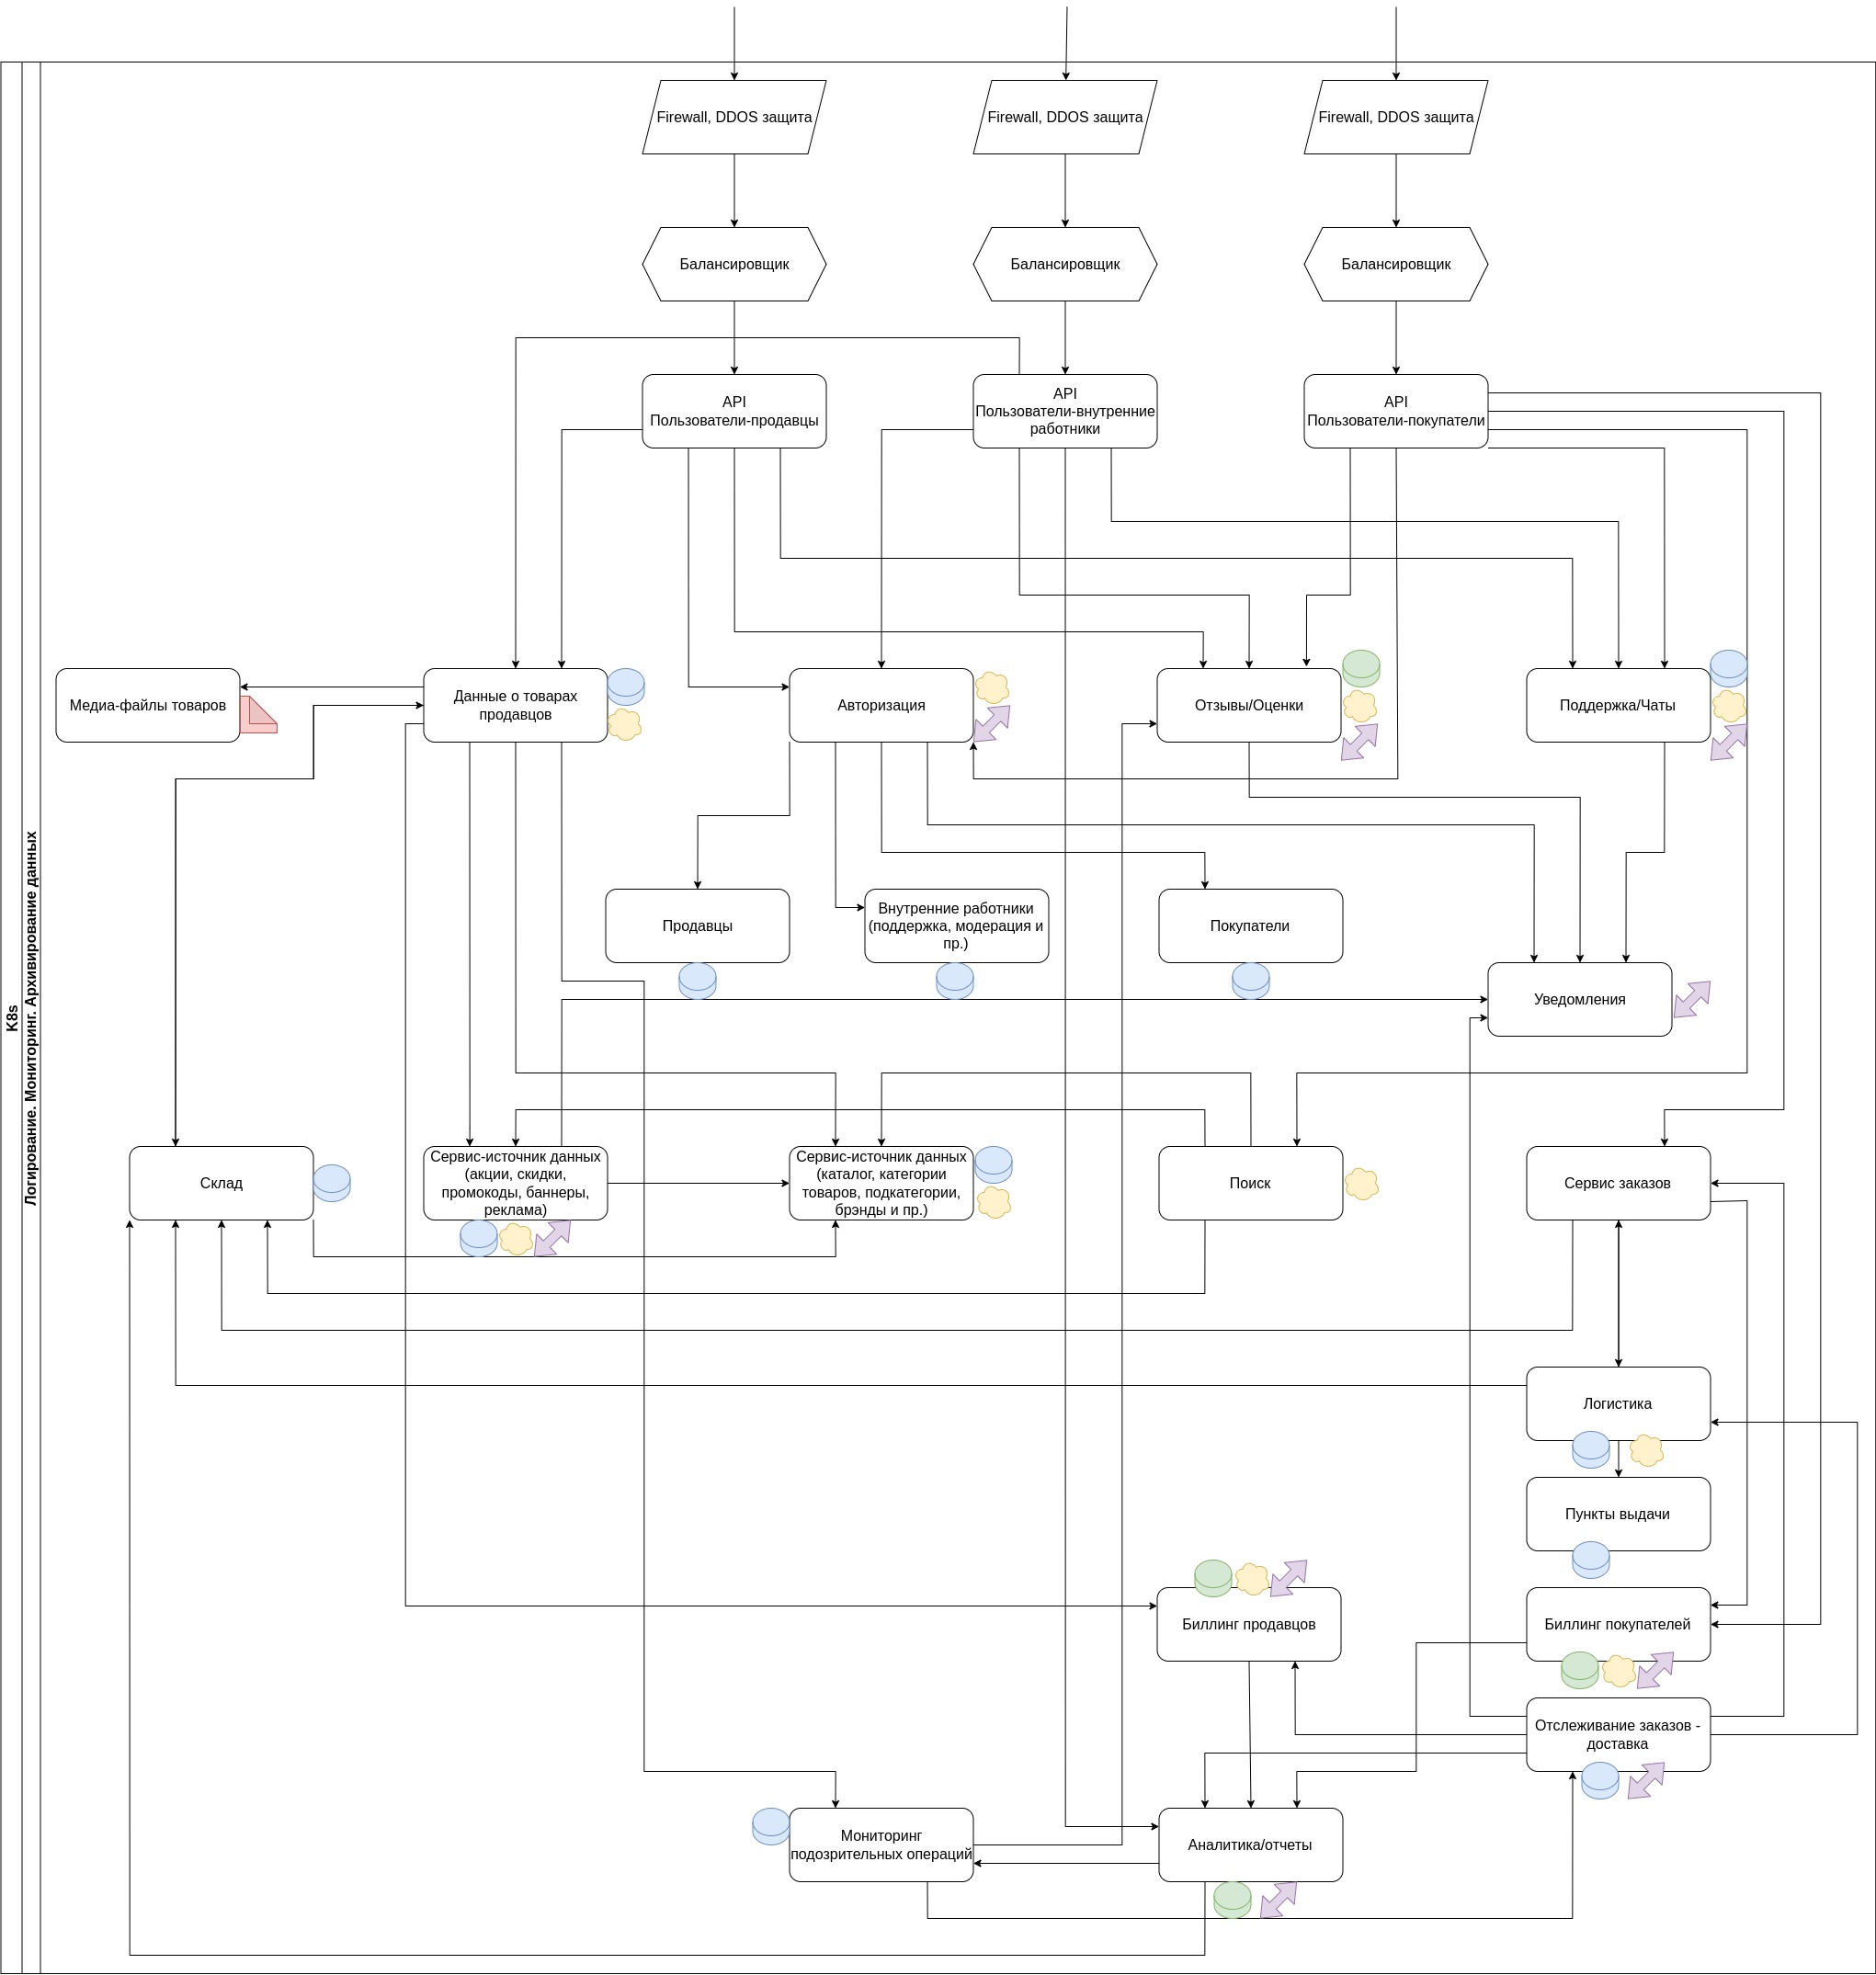 K8s
Логирование. Мониторинг. Архивирование данных
Firewall, DDOS защита
Firewall, DDOS защита
Firewall, DDOS защита
Балансировщик
Балансировщик
Балансировщик
API
Пользователи-продавцы
API
Пользователи-внутренние
работники
API
Пользователи-покупатели
Медиа-файлы товаров
Данные о товарах
продавцов
Авторизация
Отзывы/Оценки
Поддержка/Чаты
Продавцы
Внутренние работники
(поддержка, модерация и
пр.)
Покупатели
Уведомления
Склад
Сервис-источник данных
(акции, скидки,
промокоды, баннеры,
реклама)
Сервис-источник данных
(каталог, категории
товаров, подкатегории,
брэнды и пр.)
Поиск
Сервис заказов
Логистика
Пункты выдачи
Биллинг продавцов
Биллинг покупателей
Отслеживание заказов -
доставка
Мониторинг
подозрительных операций
Аналитика/отчеты